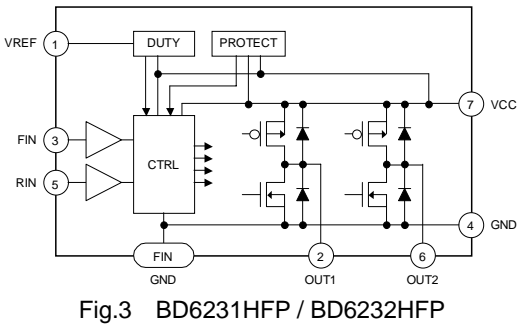 VREF 1 DUTY PROTECT
7 VCC
FIN 3
CTRL
RIN 5
4 GND
FIN 2 6
GND OUT1 OUT2
Fig.3 BD6231HFP / BD6232HFP